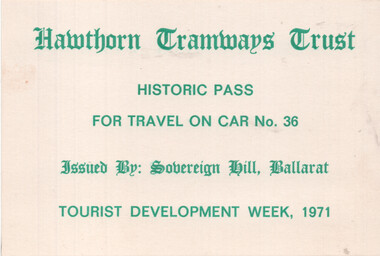 Hawthorn Tramways Trust
HISTORIC PASS
FOR TRAVEL ON CAR No. 36
Issued By: Sovereign Hill, Ballarat
TOURIST DEVELOPMENT WEEK, 1971